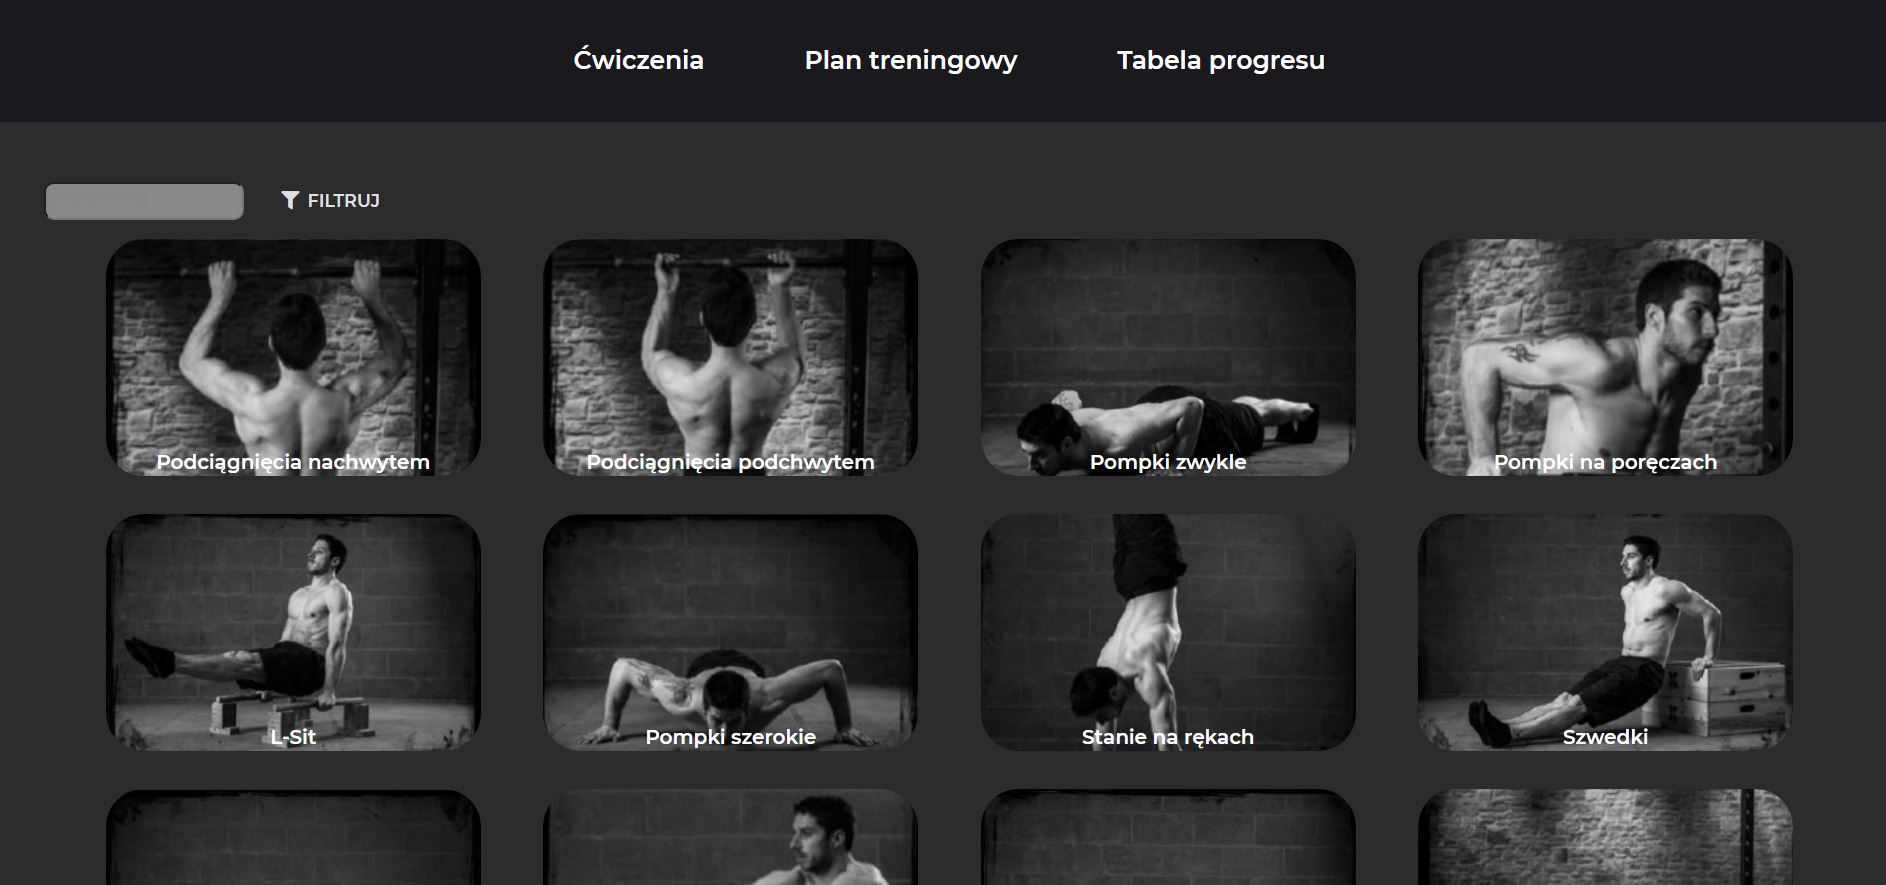 Ćwiczenia
Plan treningowy
Tabela progresu
FILTRUJ
Podciągnięcia nachwytem
Podciągnięcia podchwytem
Pompki zwykle
Pompki na poręczach
L-Sit
Pompki szerokie
Stanie na rękach
Szwedki